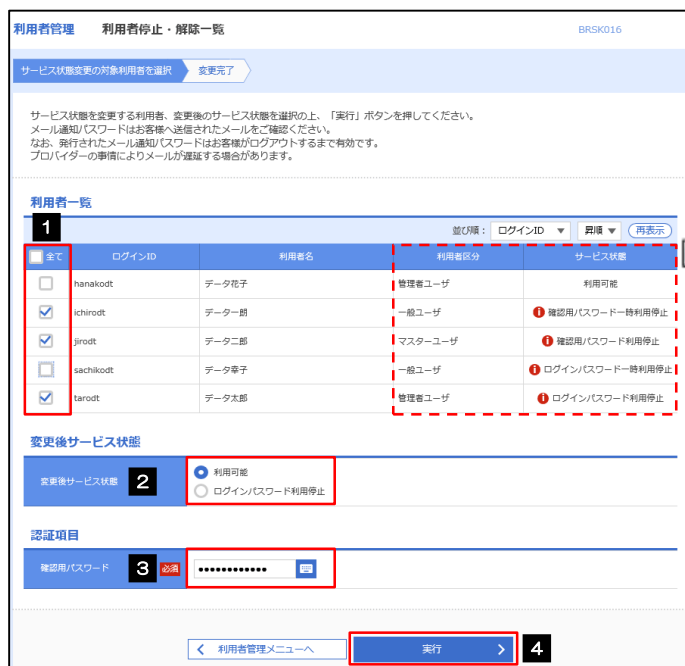 利用者管理 利用者停止・解除一覧 BRSK016
サービス状態変更の対象利用者を選択 変更完了
サービス状態を変更する利用者、変更後のサービス状態を選択の上、「実行」ボタンを押してください。
メール通知パスワードはお客様へ送信されたメールをご確認ください。
なお、発行されたメール通知パスワードはお客様がログアウトするまで有効です。
プロバイダーの事情によりメールが遅延する場合があります。
利用者一覧
1
並び順： ログインID 昇順 再表示
全て ログインID 利用者名 利用者区分 サービス状態
hanakodt データ花子 管理者ユーザ 利用可能
ichirodt データ一朗 一般ユーザ 確認用パスワード一時利用停止
jirodt データ二郎 マスターユーザ 確認用パスワード利用停止
sachikodt データ幸子 一般ユーザ ログインパスワード一時利用停止
tarodt データ太郎 管理者ユーザ ログインパスワード利用停止
変更後サービス状態
変更後サービス状態 2 利用可能
ログインパスワード利用停止
認証項目
確認用パスワード 3 必須 ••••••••••••
利用者管理メニューへ 実行 4